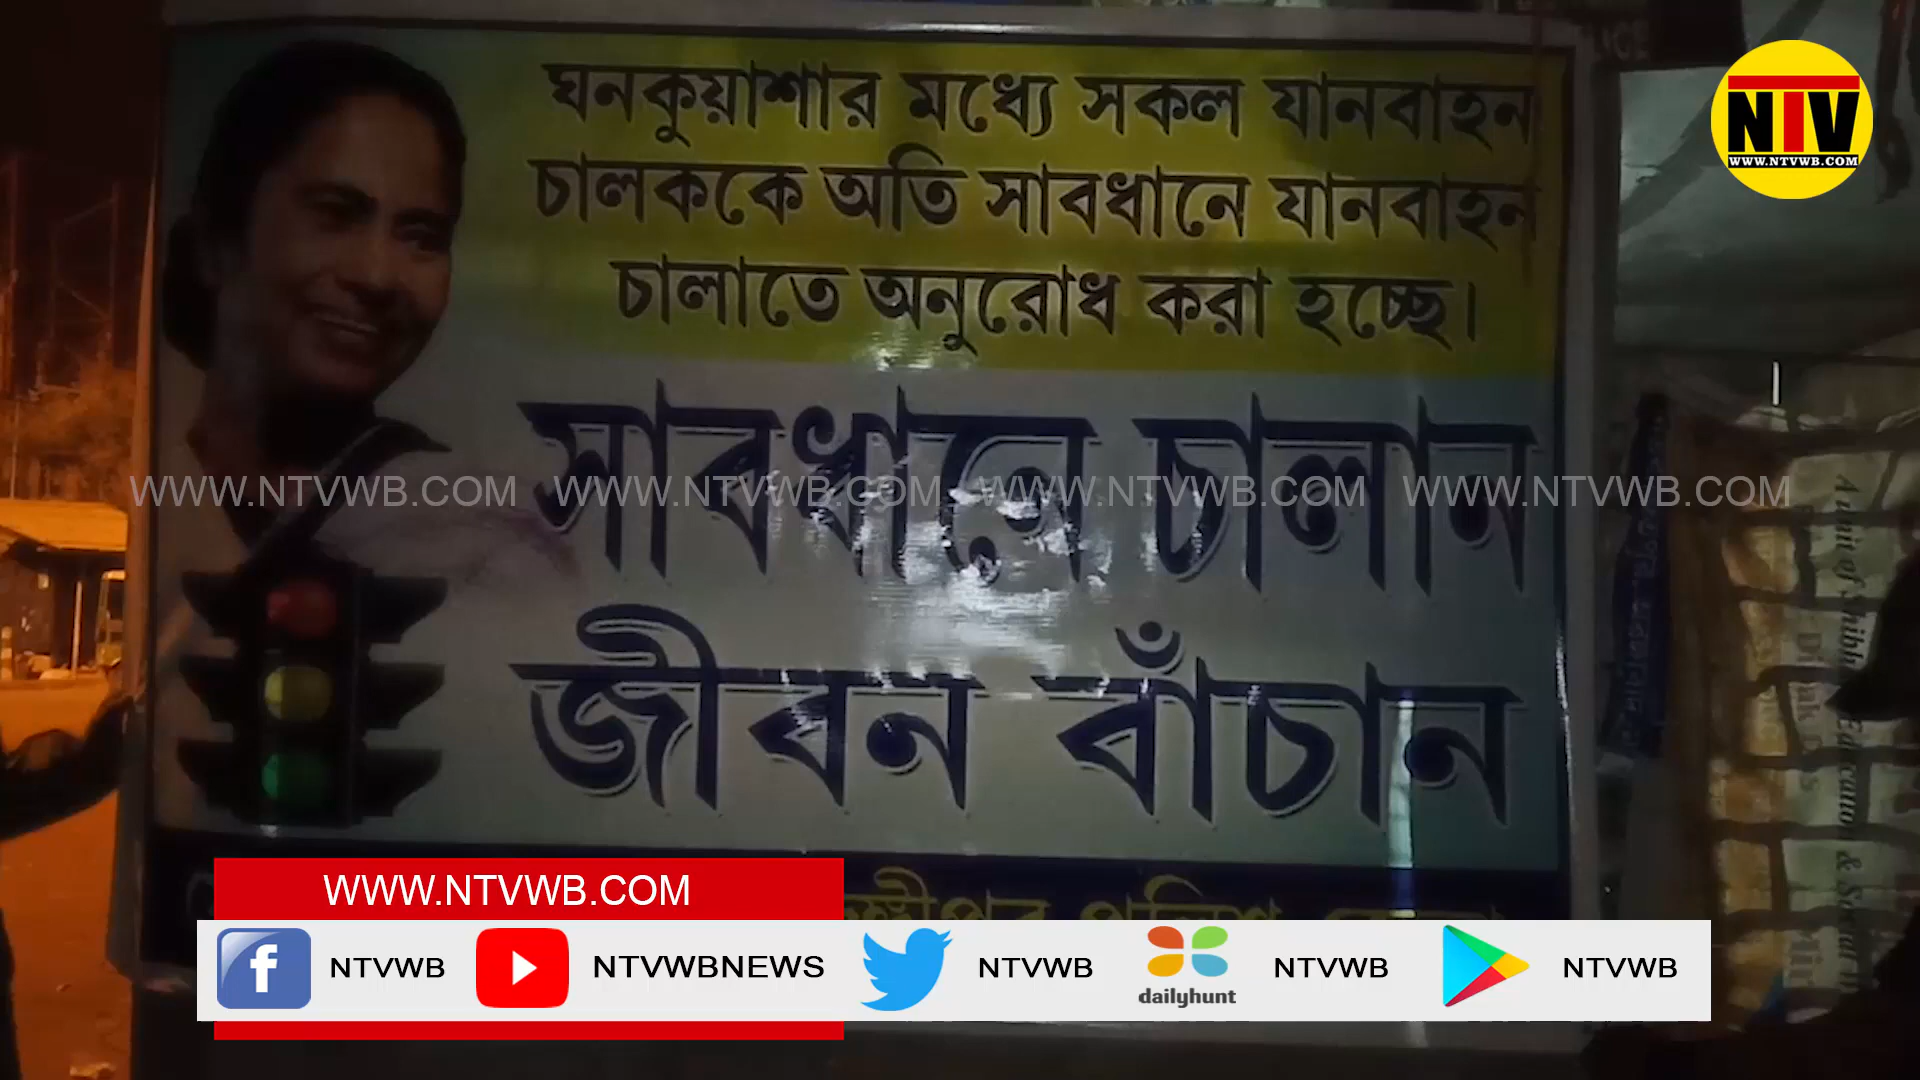 ঘনকুয়াশার মধ্যে সকল যানবাহন
চালককে অতি সাবধানে যানবাহন
চালাতে অনুরোধ করা হচ্ছে।
সাবধানে চালান
জীবন বাঁচান
NTV
WWW.NTVWB.COM
WWW.NTVWB.COM WWW.NTVWB.COM WWW.NTVWB.COM WWW.NTVWB.COM
WWW.NTVWB.COM
NTVWB NTVWBNEWS NTVWB dailyhunt NTVWB NTVWB